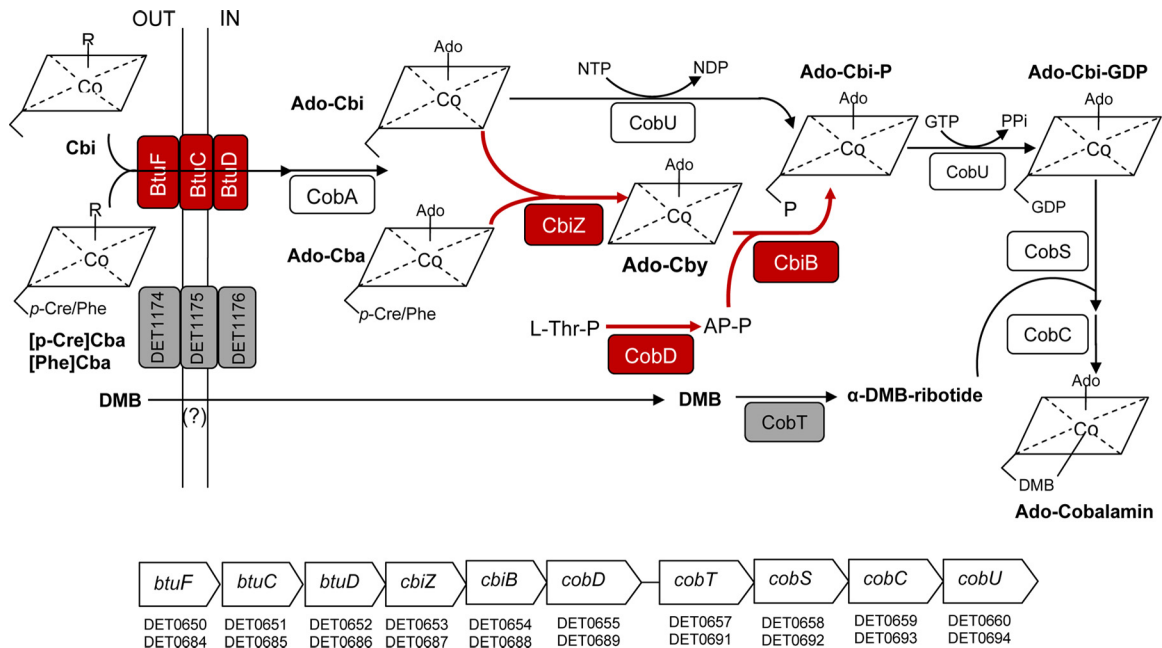 OUT IN
R
Co
Cbi
BtuF
BtuC
BtuD
CobA
R
Co
p-Cre/Phe
[p-Cre]Cba
[Phe]Cba
DET1174
DET1175
DET1176
Ado
Ado-Cbi
Co
Ado
Ado-Cba
Co
p-Cre/Phe
NTP NDP
CobU
CbiZ
Ado
Co
Ado-Cby
CbiB
L-Thr-P AP-P
CobD
Ado-Cbi-P
Ado
Co
P
GTP PPi
CobU
Ado-Cbi-GDP
Ado
Co
GDP
CobS
CobC
DMB
(?)
DMB
CobT
α-DMB-ribotide
Ado
Co
DMB
Ado-Cobalamin
btuF btuC btuD cbiZ cbiB cobD cobT cobS cobC cobU
DET0650 DET0651 DET0652 DET0653 DET0654 DET0655 DET0657 DET0658 DET0659 DET0660
DET0684 DET0685 DET0686 DET0687 DET0688 DET0689 DET0691 DET0692 DET0693 DET0694